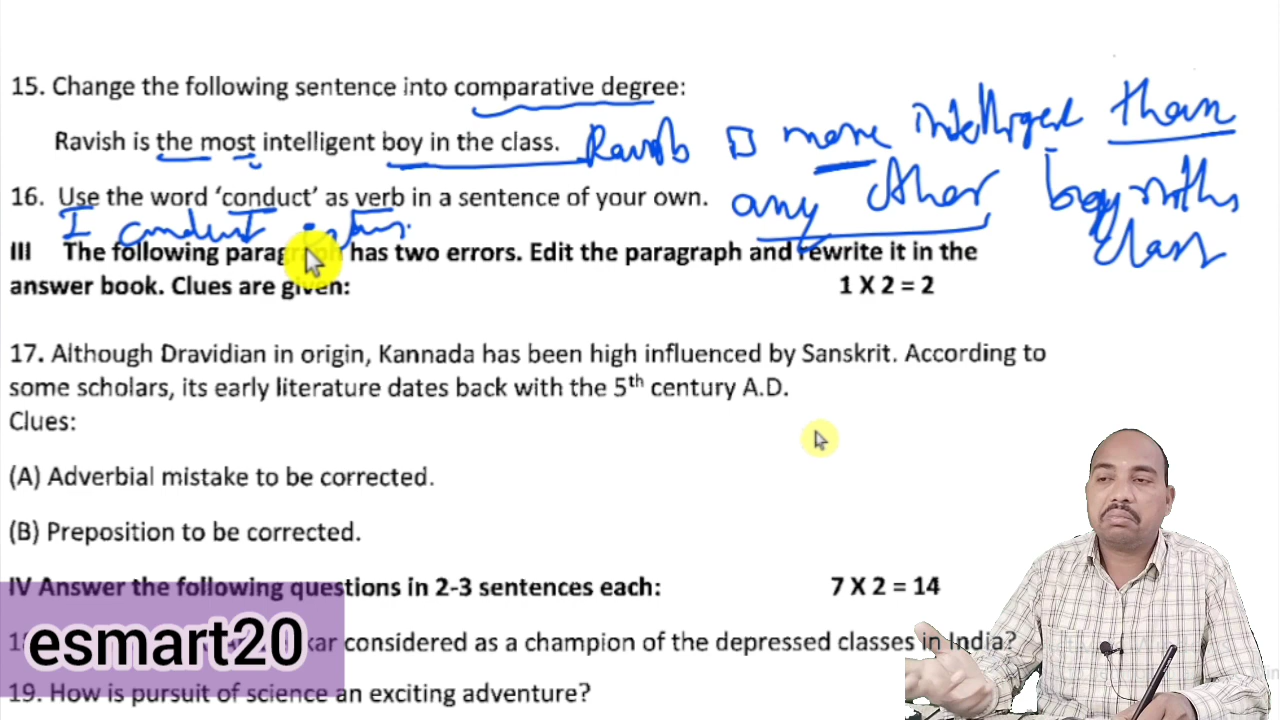 15. Change the following sentence into comparative degree:
Ravish is the most intelligent boy in the class. Ravish is more intelligent than
any other boy in the class
16. Use the word ‘conduct’ as verb in a sentence of your own.
I conduct
III The following paragraph has two errors. Edit the paragraph and rewrite it in the
answer book. Clues are given: 1 X 2 = 2
17. Although Dravidian in origin, Kannada has been high influenced by Sanskrit. According to
some scholars, its early literature dates back with the 5th century A.D.
Clues:
(A) Adverbial mistake to be corrected.
(B) Preposition to be corrected.
IV Answer the following questions in 2-3 sentences each: 7 X 2 = 14
considered as a champion of the depressed classes in India?
esmart20
19. How is pursuit of science an exciting adventure?